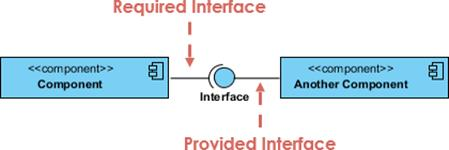 Required Interface
<<component>>
Component
Interface
<<component>>
Another Component
Provided Interface